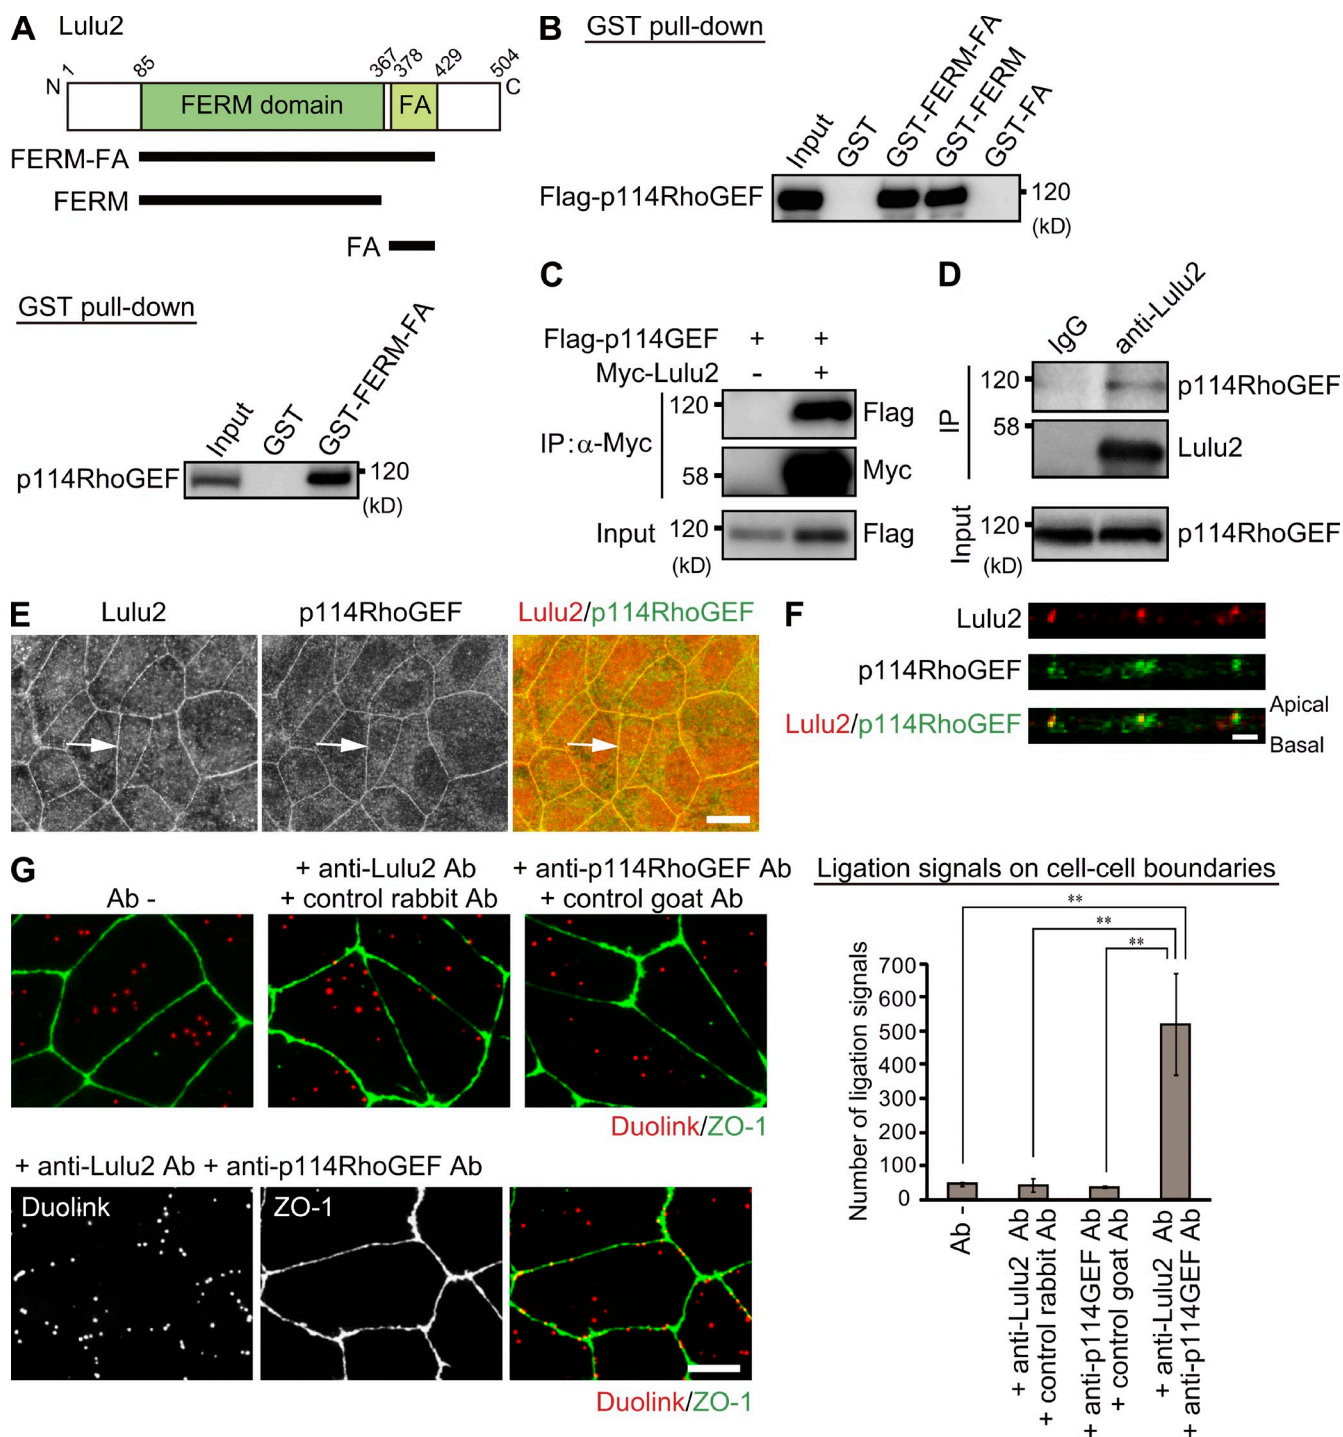 A Lulu2
N 1 85 367 378 429 504 C
FERM domain FA
FERM-FA
FERM
FA
GST pull-down
Input GST GST-FERM-FA
p114RhoGEF 120
(kD)
B GST pull-down
Input GST GST-FERM-FA GST-FERM GST-FA
Flag-p114RhoGEF 120
(kD)
C
Flag-p114GEF + +
Myc-Lulu2 - +
IP:α-Myc 120 Flag
58 Myc
Input 120 Flag
(kD)
D
IgG anti-Lulu2
IP 120 p114RhoGEF
58 Lulu2
Input 120 p114RhoGEF
(kD)
E Lulu2 p114RhoGEF Lulu2/p114RhoGEF
F Lulu2
p114RhoGEF
Lulu2/p114RhoGEF
Apical
Basal
G
Ab -
+ anti-Lulu2 Ab
+ control rabbit Ab
+ anti-p114RhoGEF Ab
+ control goat Ab
Duolink/ZO-1
+ anti-Lulu2 Ab + anti-p114RhoGEF Ab
Duolink ZO-1
Duolink/ZO-1
Ligation signals on cell-cell boundaries
**
**
**
Number of ligation signals
700
600
500
400
300
200
100
0
Ab -
+ anti-Lulu2 Ab
+ control rabbit Ab
+ anti-p114GEF Ab
+ control goat Ab
+ anti-Lulu2 Ab
+ anti-p114GEF Ab